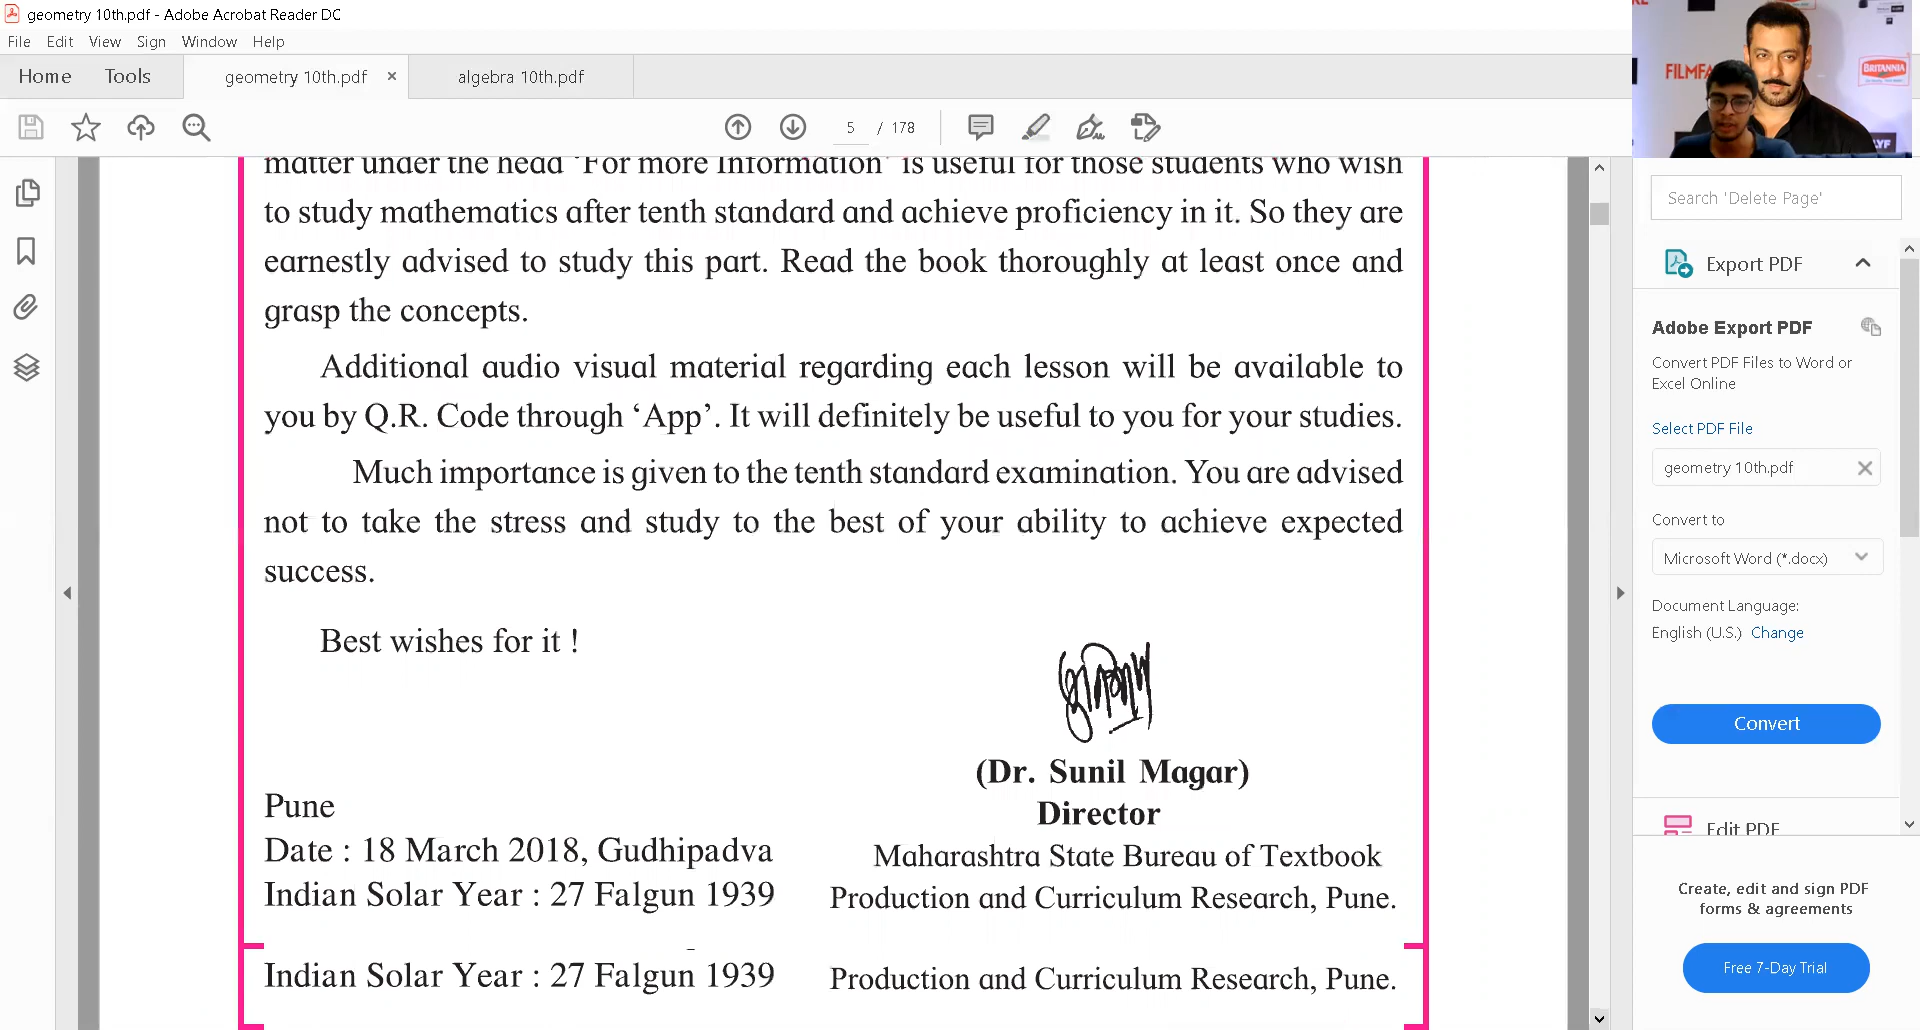 geometry 10th.pdf - Adobe Acrobat Reader DC
File Edit View Sign Window Help
Home Tools geometry 10th.pdf × algebra 10th.pdf
5 / 178
matter under the head ‘For more Information’ is useful for those students who wish
to study mathematics after tenth standard and achieve proficiency in it. So they are
earnestly advised to study this part. Read the book thoroughly at least once and
grasp the concepts.
Additional audio visual material regarding each lesson will be available to
you by Q.R. Code through ‘App’. It will definitely be useful to you for your studies.
Much importance is given to the tenth standard examination. You are advised
not to take the stress and study to the best of your ability to achieve expected
success.
Best wishes for it !
(Dr. Sunil Magar)
Director
Maharashtra State Bureau of Textbook
Production and Curriculum Research, Pune.
Pune
Date : 18 March 2018, Gudhipadva
Indian Solar Year : 27 Falgun 1939
Indian Solar Year : 27 Falgun 1939
Production and Curriculum Research, Pune.
FILMFA
BRITANNIA
LYF
Search 'Delete Page'
Export PDF
Adobe Export PDF
Convert PDF Files to Word or
Excel Online
Select PDF File
geometry 10th.pdf
Convert to
Microsoft Word (*.docx)
Document Language:
English (U.S.) Change
Convert
Edit PDF
Create, edit and sign PDF
forms & agreements
Free 7-Day Trial